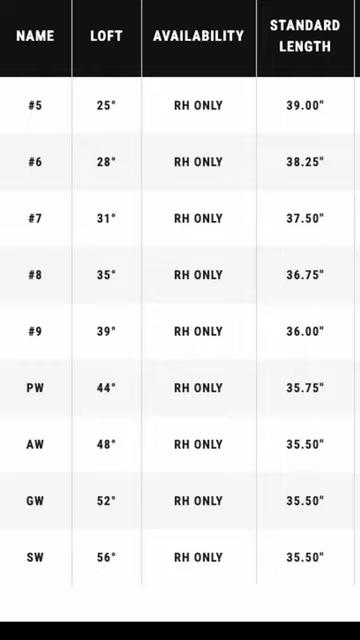 NAME LOFT AVAILABILITY STANDARD LENGTH
#5 25° RH ONLY 39.00"
#6 28° RH ONLY 38.25"
#7 31° RH ONLY 37.50"
#8 35° RH ONLY 36.75"
#9 39° RH ONLY 36.00"
PW 44° RH ONLY 35.75"
AW 48° RH ONLY 35.50"
GW 52° RH ONLY 35.50"
SW 56° RH ONLY 35.50"